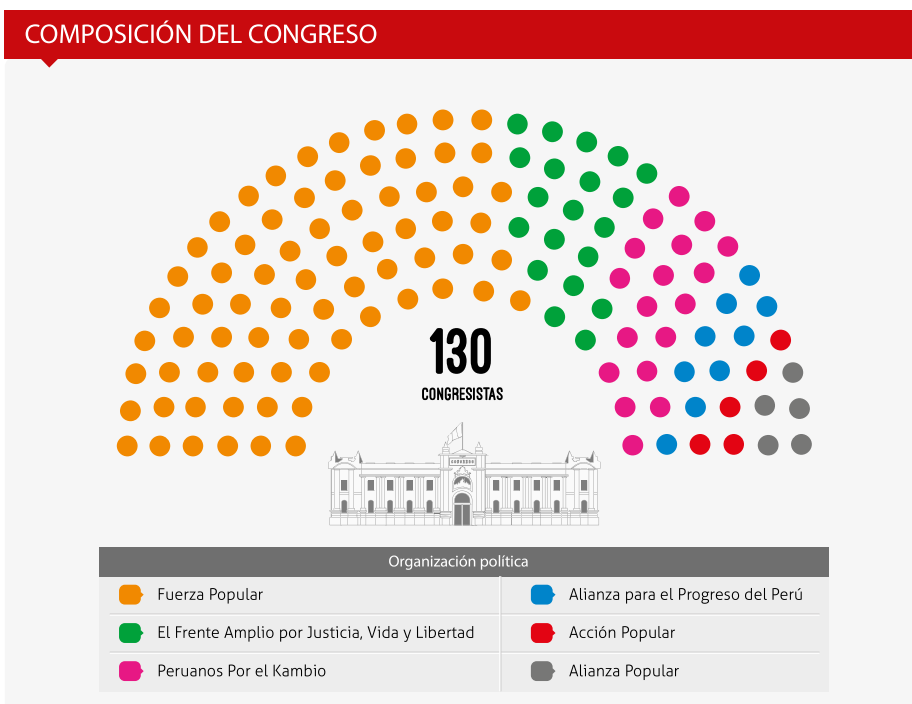 COMPOSICIÓN DEL CONGRESO
130
CONGRESISTAS
Organización política
Fuerza Popular
Alianza para el Progreso del Perú
El Frente Amplio por Justicia, Vida y Libertad
Acción Popular
Peruanos Por el Kambio
Alianza Popular